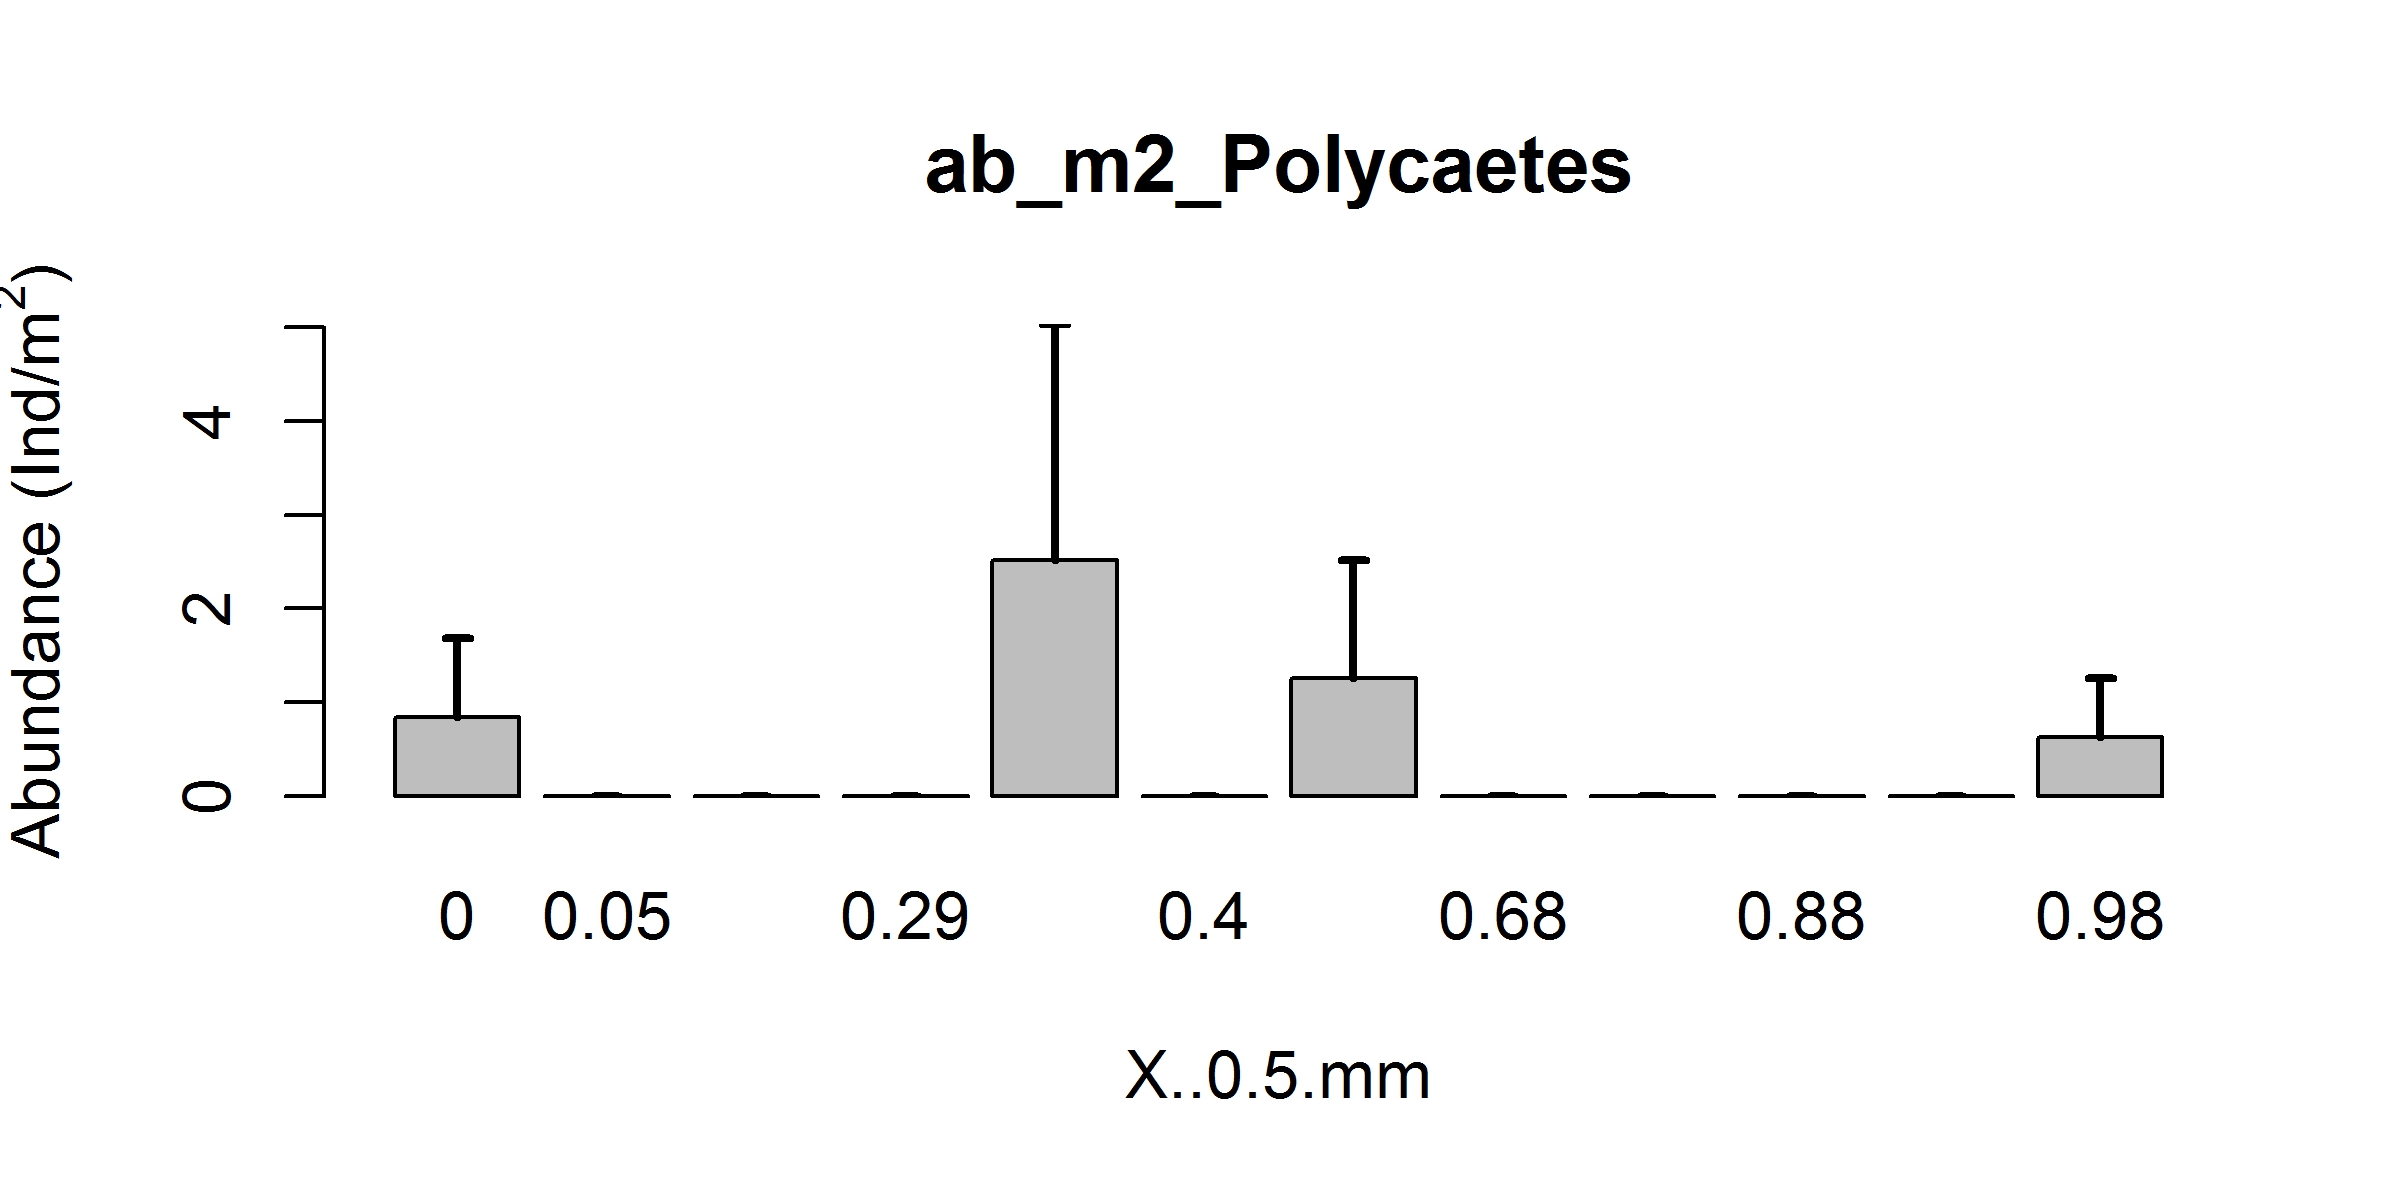 ab_m2_Polycaetes
Abundance (Ind/m²)
4
2
0
0 0.05 0.29 0.4 0.68 0.88 0.98
X..0.5.mm